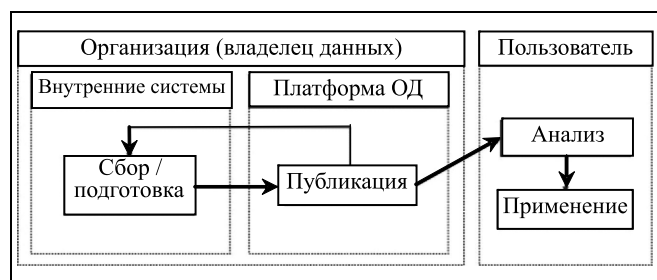 Организация (владелец данных)
Пользователь
Внутренние системы
Платформа ОД
Сбор /
подготовка
Публикация
Анализ
Применение